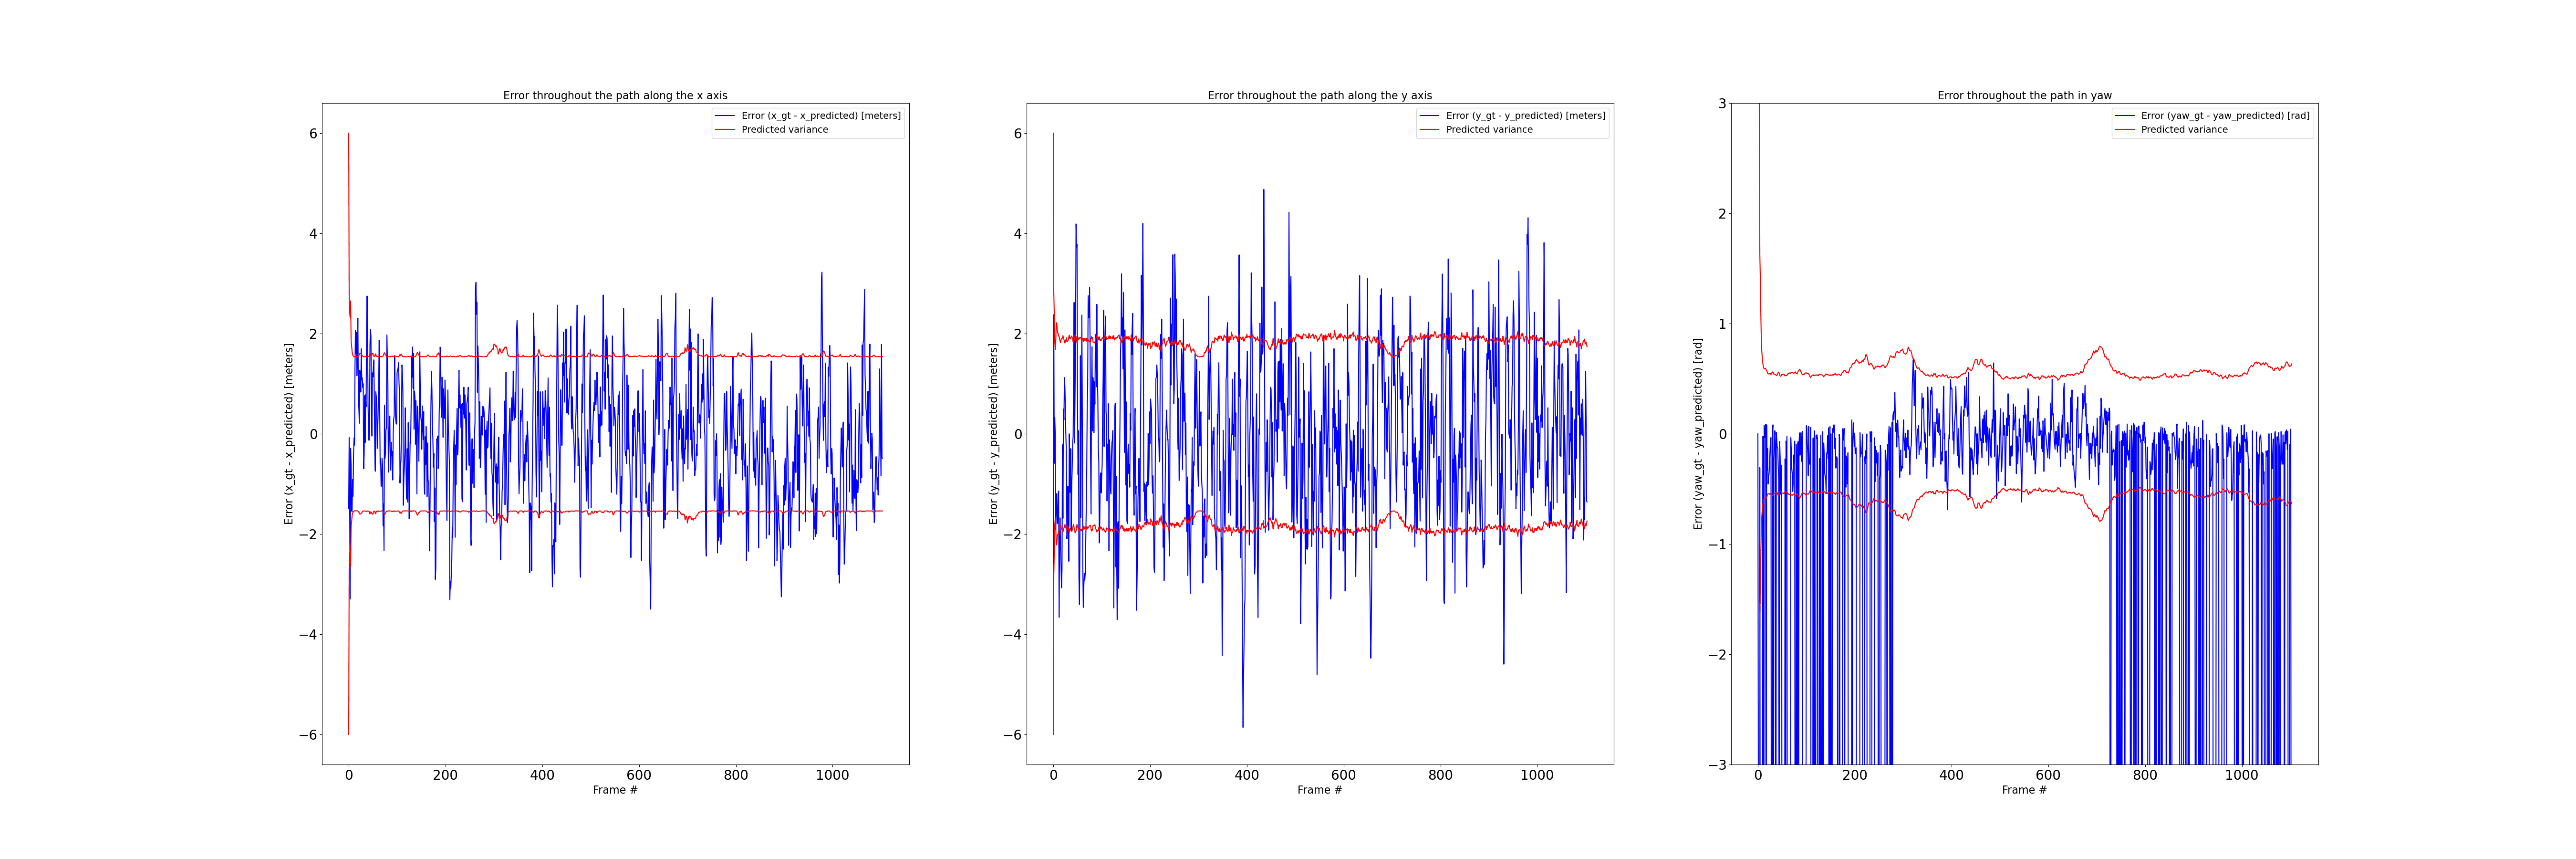 Error throughout the path along the x axis
Error (x_gt - x_predicted) [meters]
Predicted variance
6
4
2
0
−2
−4
−6
Error (x_gt - x_predicted) [meters]
0 200 400 600 800 1000
Frame #
Error throughout the path along the y axis
Error (y_gt - y_predicted) [meters]
Predicted variance
6
4
2
0
−2
−4
−6
Error (y_gt - y_predicted) [meters]
0 200 400 600 800 1000
Frame #
Error throughout the path in yaw
Error (yaw_gt - yaw_predicted) [rad]
Predicted variance
3
2
1
0
−1
−2
−3
Error (yaw_gt - yaw_predicted) [rad]
0 200 400 600 800 1000
Frame #